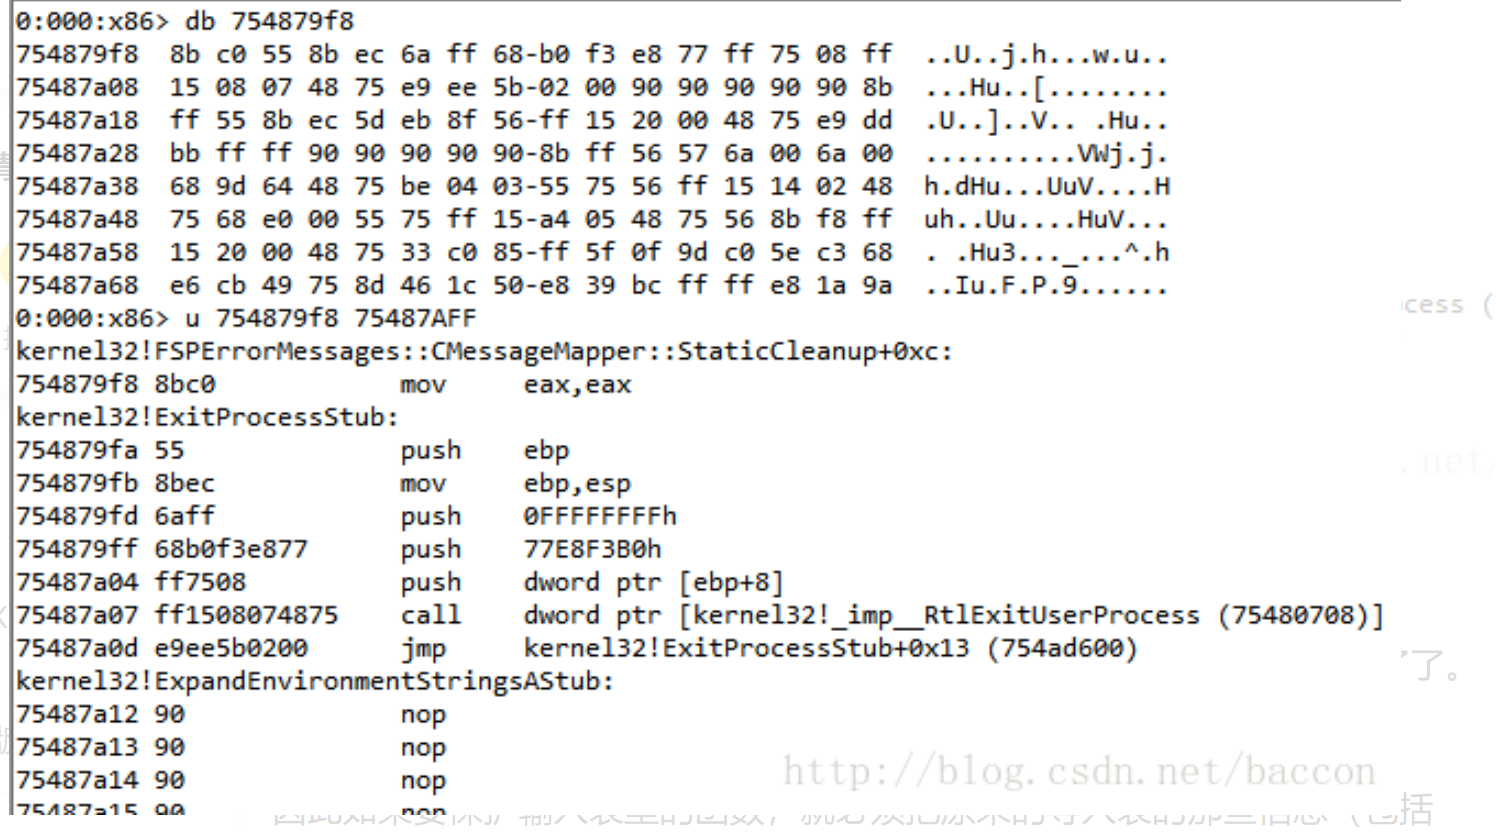 0:000:x86> db 754879f8
754879f8  8b c0 55 8b ec 6a ff 68-b0 f3 e8 77 ff 75 08 ff  ..U..j.h...w.u..
75487a08  15 08 07 48 75 e9 ee 5b-02 00 90 90 90 90 90 8b  ...Hu..[........
75487a18  ff 55 8b ec 5d eb 8f 56-ff 15 20 00 48 75 e9 dd  .U..]..V.. .Hu..
75487a28  bb ff ff 90 90 90 90 90-8b ff 56 57 6a 00 6a 00  ..........VWj.j.
75487a38  68 9d 64 48 75 be 04 03-55 75 56 ff 15 14 02 48  h.dHu...UuV....H
75487a48  75 68 e0 00 55 75 ff 15-a4 05 48 75 56 8b f8 ff  uh..Uu....HuV...
75487a58  15 20 00 48 75 33 c0 85-ff 5f 0f 9d c0 5e c3 68  . .Hu3..._...^.h
75487a68  e6 cb 49 75 8d 46 1c 50-e8 39 bc ff ff e8 1a 9a  ..Iu.F.P.9......
0:000:x86> u 754879f8 75487AFF
cess (
kernel32!FSPErrorMessages::CMessageMapper::StaticCleanup+0xc:
754879f8 8bc0            mov     eax,eax
kernel32!ExitProcessStub:
754879fa 55              push    ebp
.net/
754879fb 8bec            mov     ebp,esp
754879fd 6aff            push    0FFFFFFFFh
754879ff 68b0f3e877      push    77E8F3B0h
75487a04 ff7508          push    dword ptr [ebp+8]
75487a07 ff1508074875    call    dword ptr [kernel32!_imp__RtlExitUserProcess (75480708)]
75487a0d e9ee5b0200      jmp     kernel32!ExitProcessStub+0x13 (754ad600)
了。
kernel32!ExpandEnvironmentStringsAStub:
75487a12 90              nop
75487a13 90              nop
75487a14 90              nop
http://blog.csdn.net/baccon
75487a15 90              nop
括